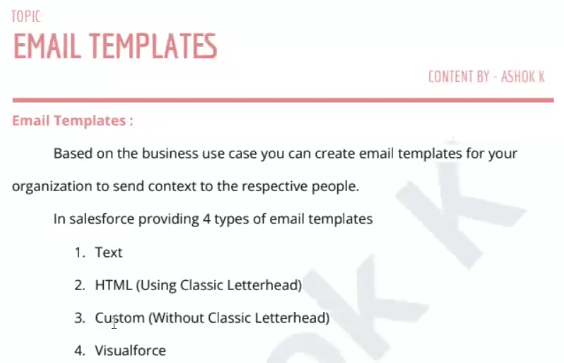 TOPIC
EMAIL TEMPLATES
CONTENT BY - ASHOK K
Email Templates :
Based on the business use case you can create email templates for your
organization to send context to the respective people.
In salesforce providing 4 types of email templates
1. Text
2. HTML (Using Classic Letterhead)
3. Custom (Without Classic Letterhead)
4. Visualforce
OK K